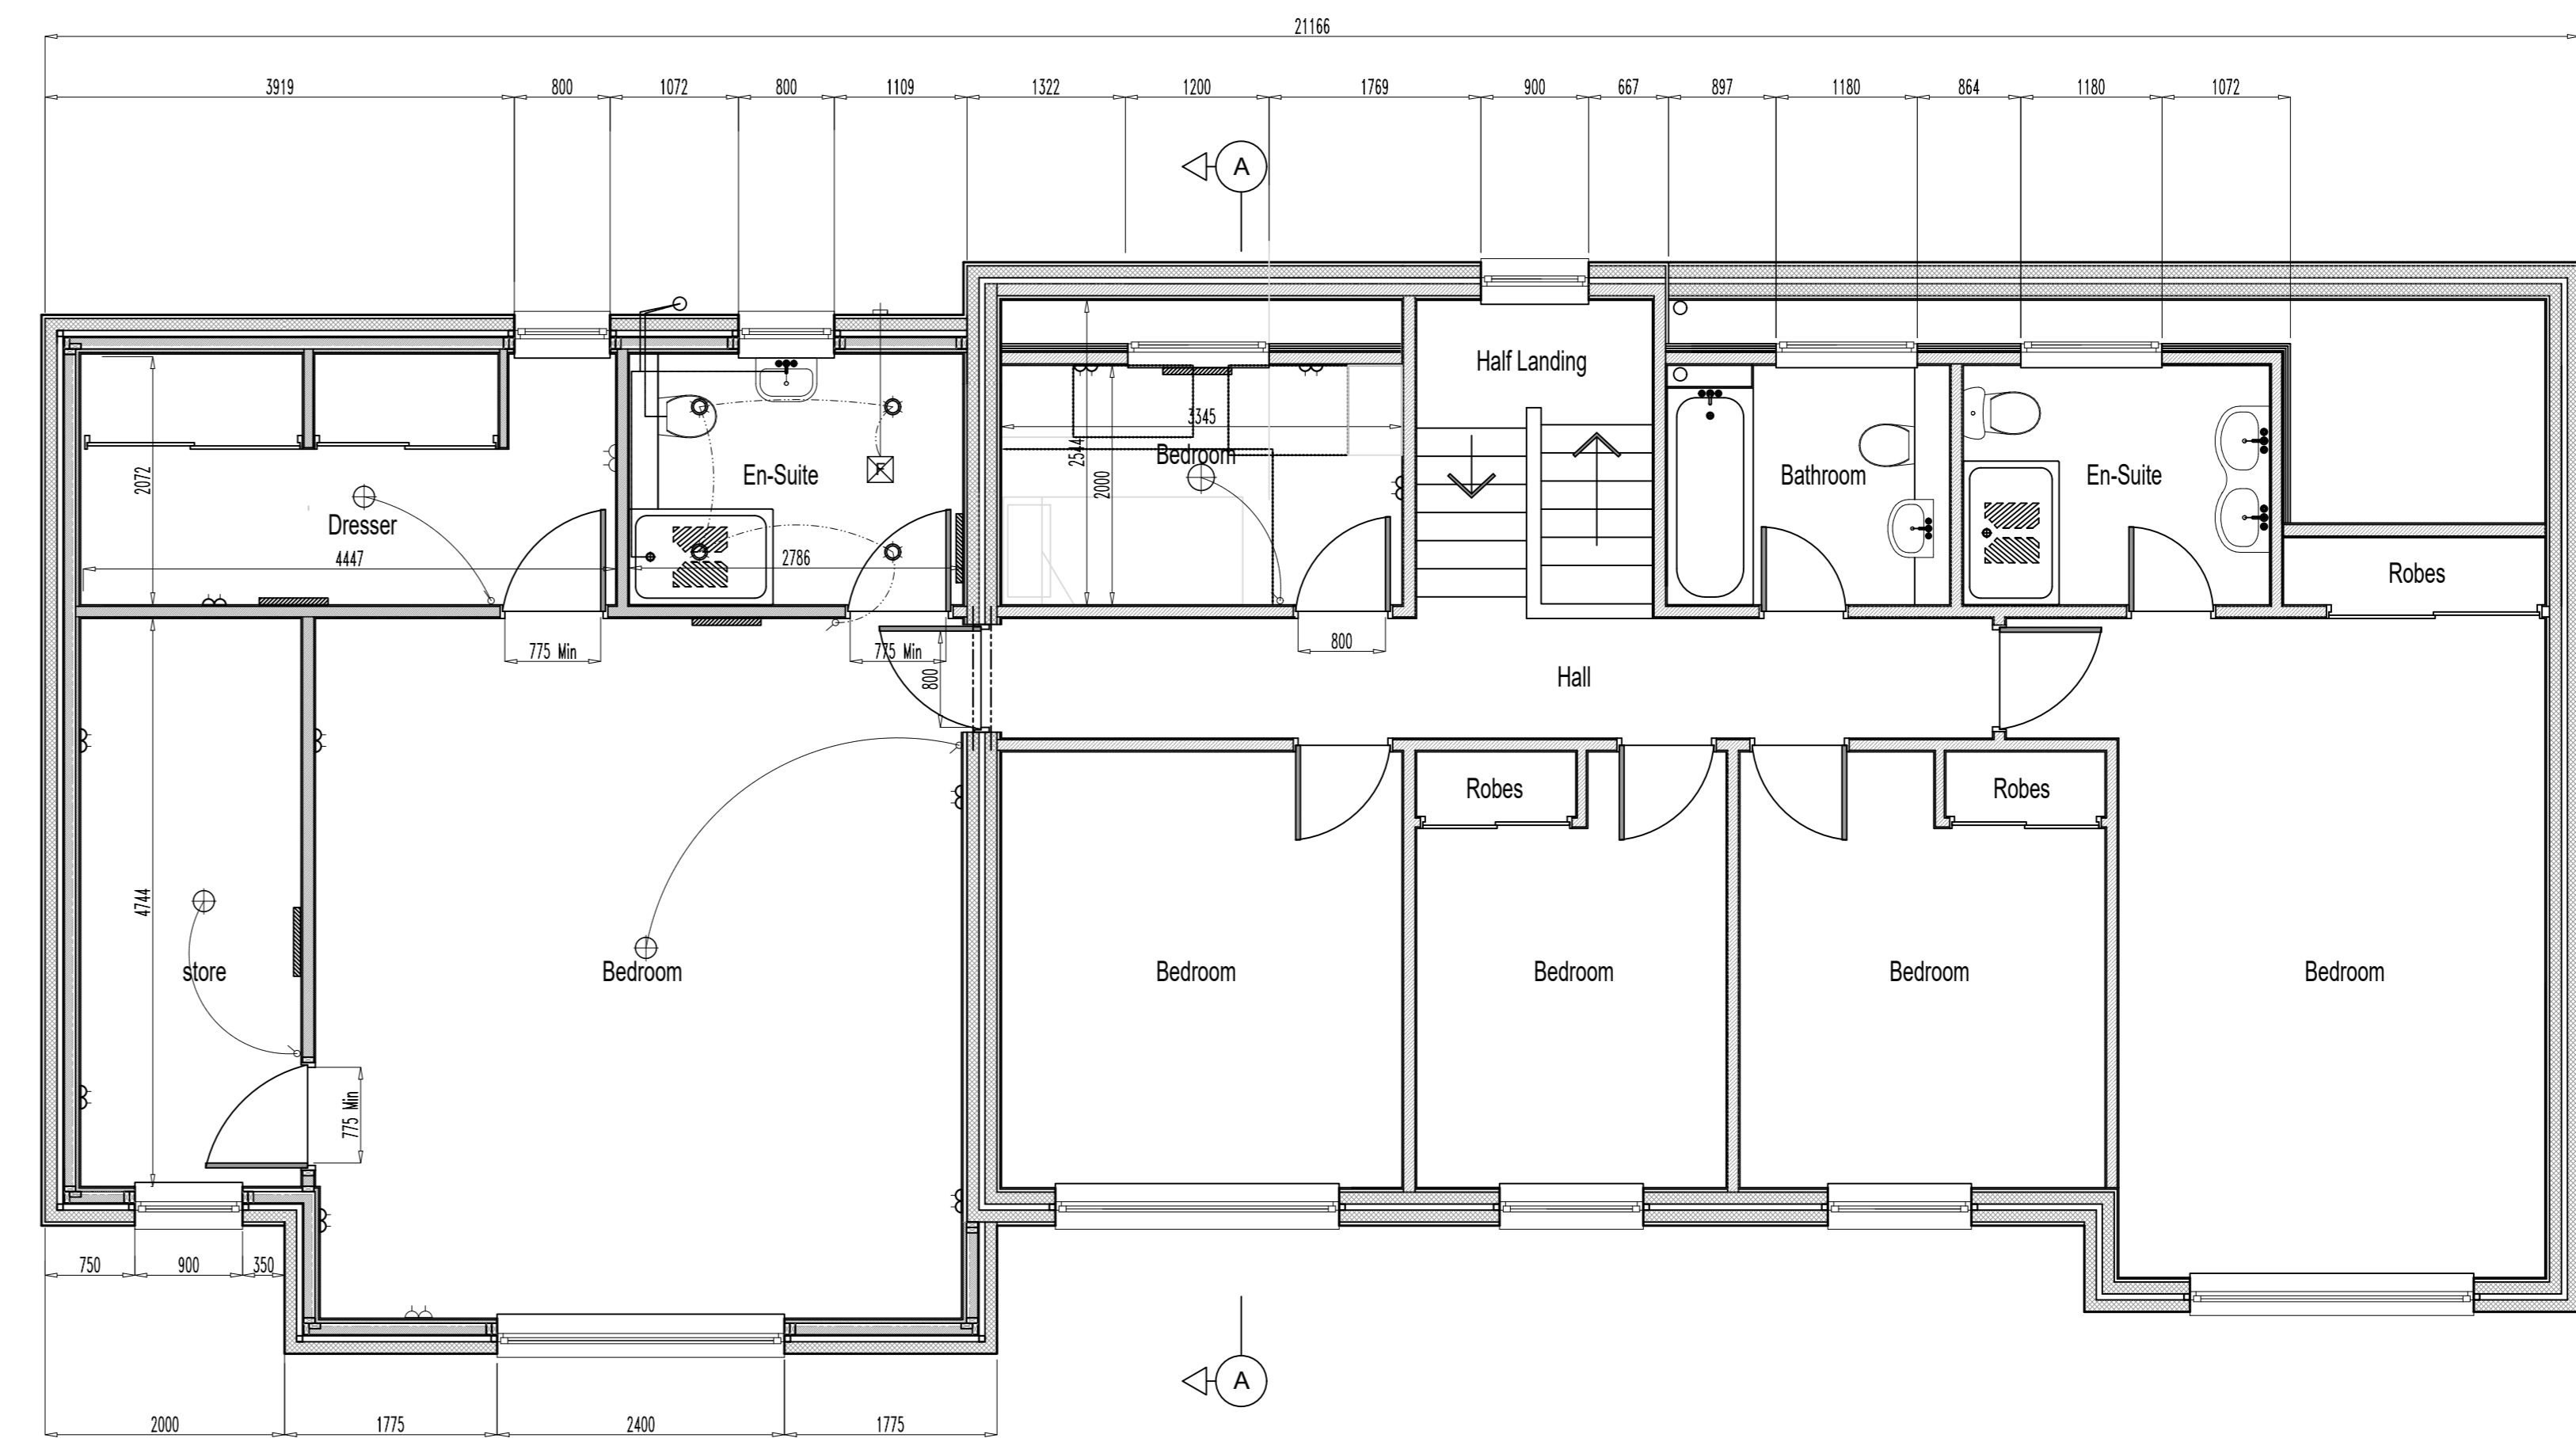 21166
3919 800 1072 800 1109 1322 1200 1769 900 667 897 1180 864 1180 1072
A
Half Landing
3345
2544
2000
Bedroom
2072
En-Suite
Bathroom
En-Suite
Dresser
4447
2786
Robes
775 Min
775 Min
800
800
Hall
Robes
Robes
4744
store
Bedroom
Bedroom
Bedroom
Bedroom
Bedroom
F
775 Min
750 900 350
A
2000 1775 2400 1775